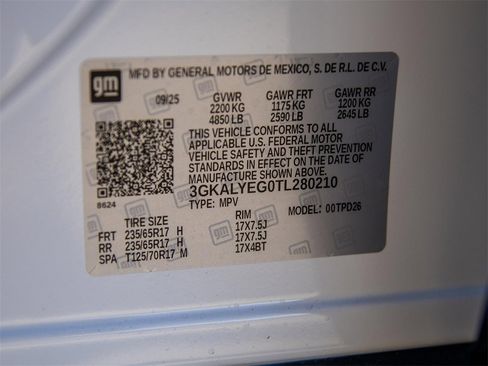 gm MFD BY GENERAL MOTORS DE MEXICO, S. DE R.L. DE C.V.
09/25 GVWR GAWR FRT GAWR RR
2200 KG 1175 KG 1200 KG
4850 LB 2590 LB 2645 LB
THIS VEHICLE CONFORMS TO ALL
APPLICABLE U.S. FEDERAL MOTOR
VEHICLE SAFETY AND THEFT PREVENTION
STANDARDS IN EFFECT ON THE DATE OF
MANUFACTURE SHOWN ABOVE.
3GKALYEG0TL280210
8624 TYPE: MPV MODEL: 00TPD26
TIRE SIZE RIM
FRT 235/65R17 H 17X7.5J
RR 235/65R17 H 17X7.5J
SPA T125/70R17 M 17X4BT